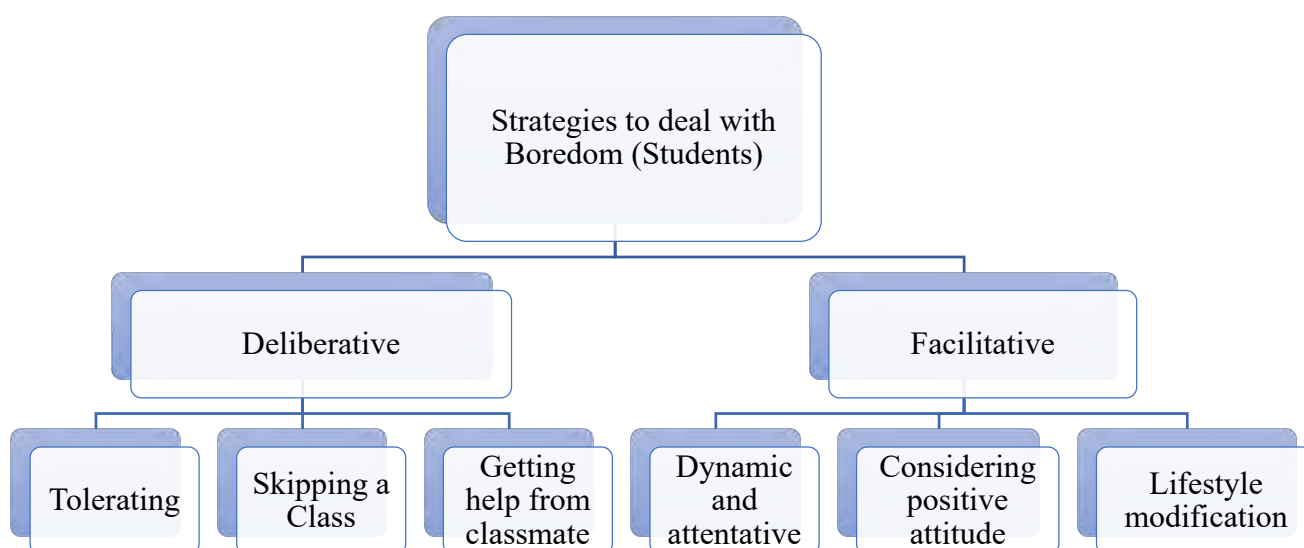 Strategies to deal with
Boredom (Students)
Deliberative
Facilitative
Tolerating
Skipping a
Class
Getting
help from
classmate
Dynamic
and
attentative
Considering
positive
attitude
Lifestyle
modification